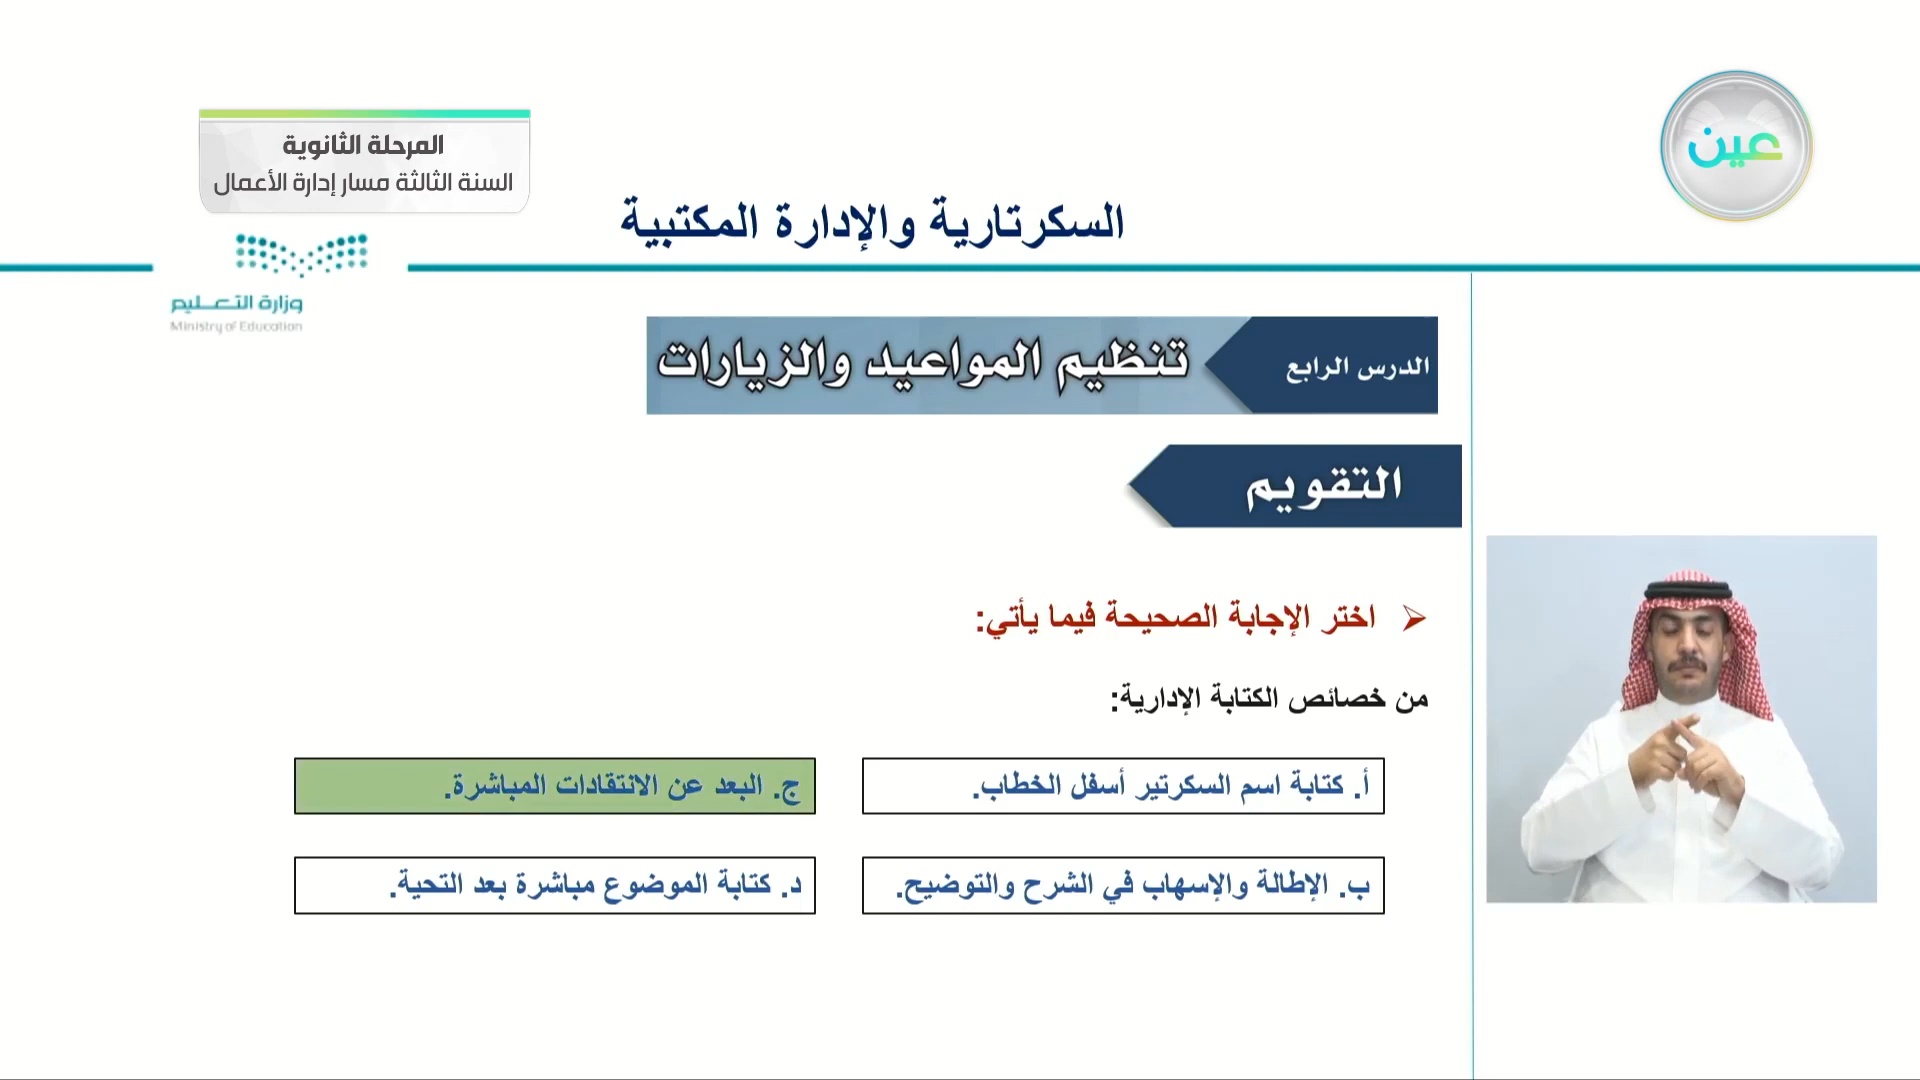 المرحلة الثانوية
السنة الثالثة مسار إدارة الأعمال
عين
السكرتارية والإدارة المكتبية
وزارة التعليم
Ministry of Education
الدرس الرابع
تنظيم المواعيد والزيارات
التقويم
اختر الإجابة الصحيحة فيما يأتي:
من خصائص الكتابة الإدارية:
أ. كتابة اسم السكرتير أسفل الخطاب.
ج. البعد عن الانتقادات المباشرة.
ب. الإطالة والإسهاب في الشرح والتوضيح.
د. كتابة الموضوع مباشرة بعد التحية.